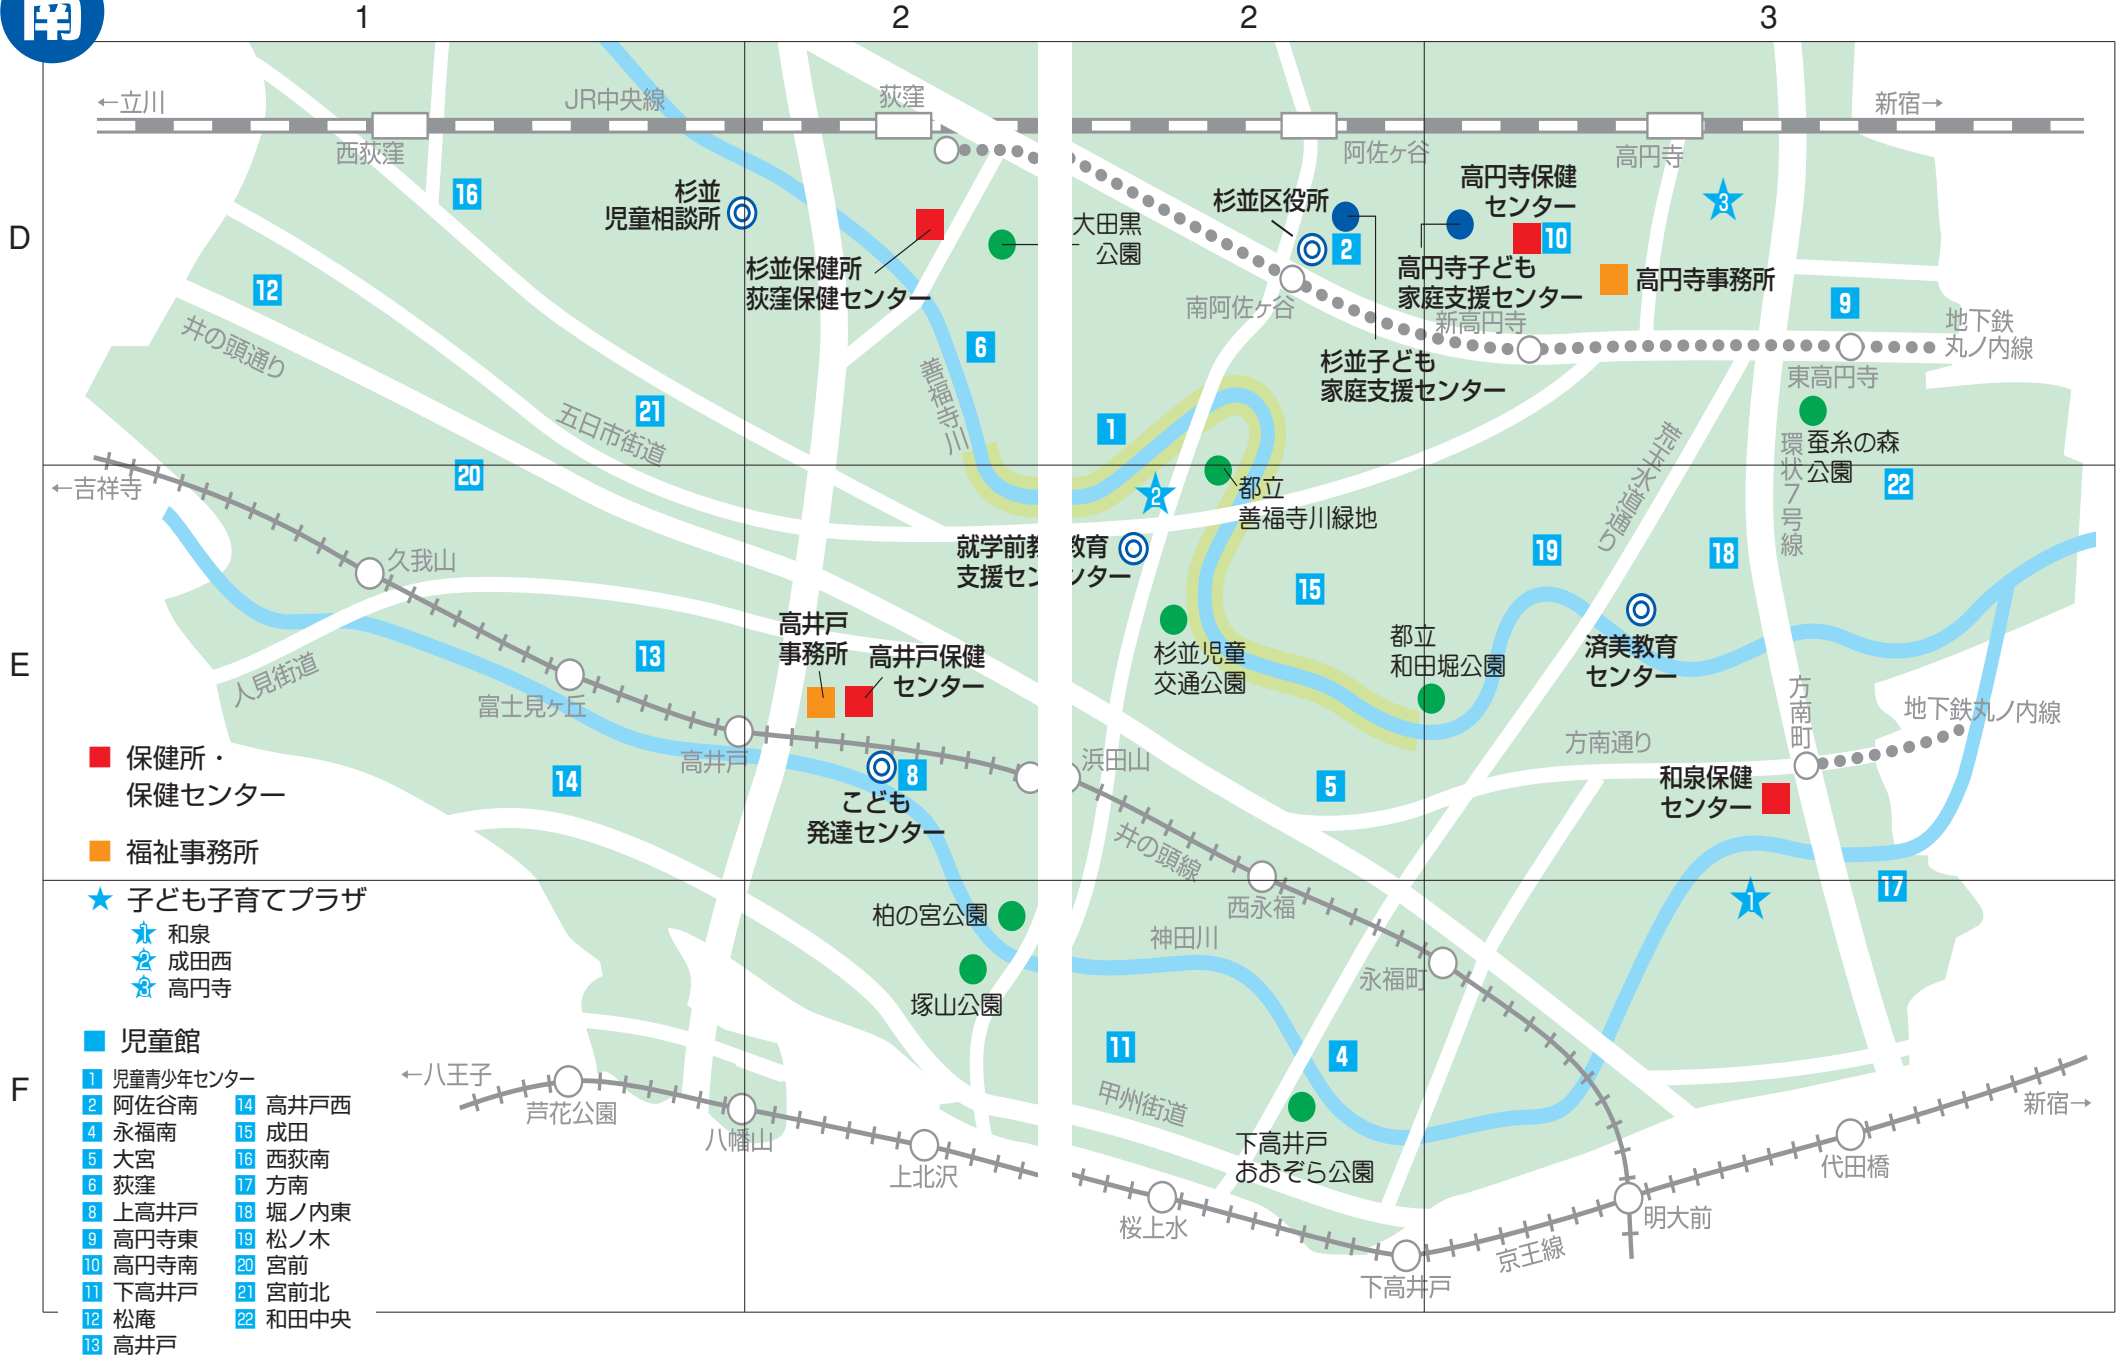 南
1
2
2
3
D
E
F
←立川
JR中央線
荻窪
新宿→
西荻窪
阿佐ヶ谷
高円寺
16
杉並
児童相談所
杉並保健所
荻窪保健センター
大田黒
公園
杉並区役所
2
高円寺保健
センター
10
3
高円寺子ども
家庭支援センター
高円寺事務所
12
井の頭通り
9
南阿佐ヶ谷
新高円寺
地下鉄
丸ノ内線
6
善福寺川
杉並子ども
家庭支援センター
東高円寺
21
五日市街道
1
荒玉水道通り
環状7号線
蚕糸の森
公園
←吉祥寺
20
2
都立
善福寺川緑地
22
久我山
就学前教 教育
支援セン ンター
19
18
15
人見街道
13
高井戸
事務所
高井戸保健
センター
杉並児童
交通公園
都立
和田堀公園
済美教育
センター
富士見ヶ丘
高井戸
方南町
地下鉄丸ノ内線
方南通り
浜田山
14
8
こども
発達センター
5
和泉保健
センター
井の頭線
保健所・
保健センター
福祉事務所
子ども子育てプラザ
1 和泉
2 成田西
3 高円寺
柏の宮公園
塚山公園
西永福
神田川
永福町
1
17
11
4
甲州街道
下高井戸
おおぞら公園
←八王子
芦花公園
八幡山
上北沢
桜上水
下高井戸
京王線
明大前
代田橋
新宿→
児童館
1 児童青少年センター
2 阿佐谷南
4 永福南
5 大宮
6 荻窪
8 上高井戸
9 高円寺東
10 高円寺南
11 下高井戸
12 松庵
13 高井戸
14 高井戸西
15 成田
16 西荻南
17 方南
18 堀ノ内東
19 松ノ木
20 宮前
21 宮前北
22 和田中央